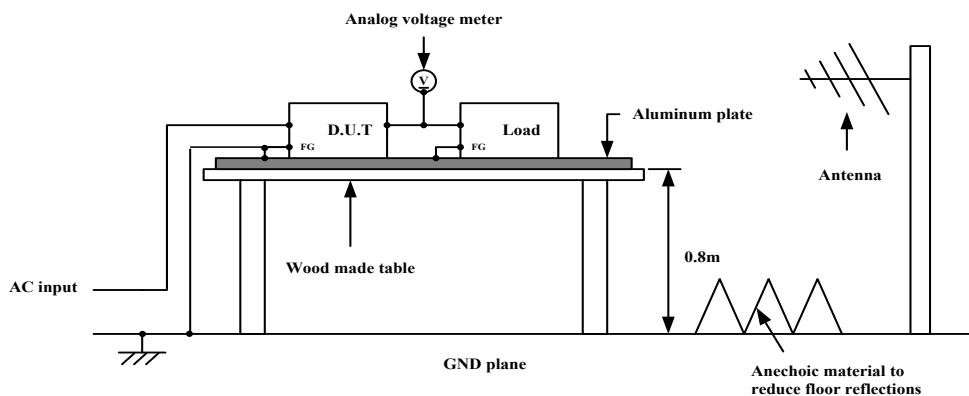 Analog voltage meter
V
D.U.T
Load
Aluminum plate
FG
FG
Antenna
Wood made table
0.8m
AC input
GND plane
Anechoic material to
reduce floor reflections